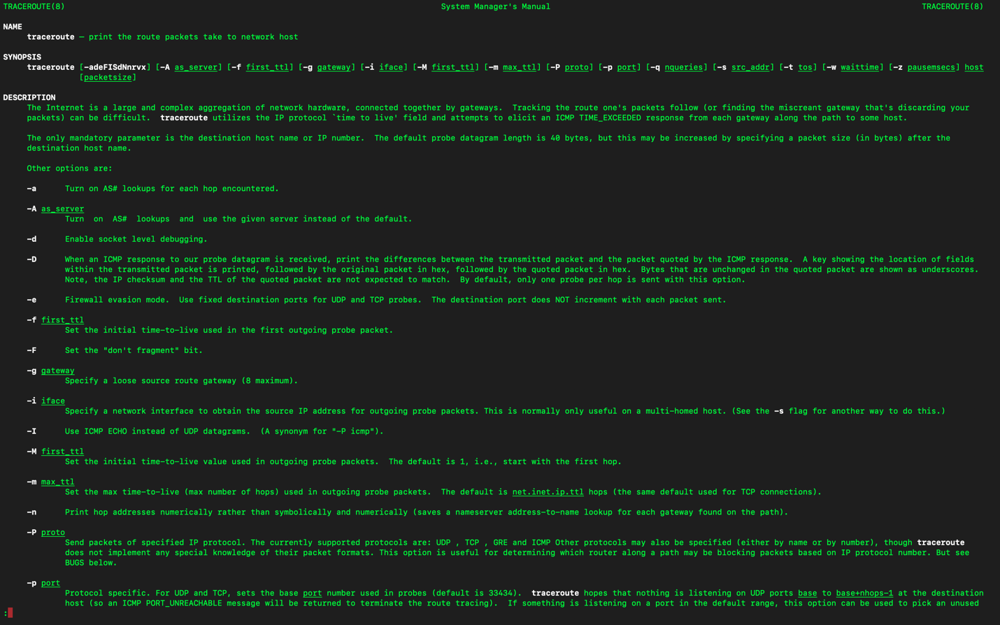 TRACEROUTE(8) System Manager's Manual TRACEROUTE(8)
NAME
traceroute – print the route packets take to network host
SYNOPSIS
traceroute [-adeFISdNnrvx] [-A as_server] [-f first_ttl] [-g gateway] [-i iface] [-M first_ttl] [-m max_ttl] [-P proto] [-p port] [-q nqueries] [-s src_addr] [-t tos] [-w waittime] [-z pausemsecs] host
[packetsize]
DESCRIPTION
The Internet is a large and complex aggregation of network hardware, connected together by gateways.  Tracking the route one's packets follow (or finding the miscreant gateway that's discarding your
packets) can be difficult.  traceroute utilizes the IP protocol `time to live' field and attempts to elicit an ICMP TIME_EXCEEDED response from each gateway along the path to some host.
The only mandatory parameter is the destination host name or IP number.  The default probe datagram length is 40 bytes, but this may be increased by specifying a packet size (in bytes) after the
destination host name.
Other options are:
-a      Turn on AS# lookups for each hop encountered.
-A as_server
Turn  on  AS#  lookups  and  use the given server instead of the default.
-d      Enable socket level debugging.
-D      When an ICMP response to our probe datagram is received, print the differences between the transmitted packet and the packet quoted by the ICMP response.  A key showing the location of fields
within the transmitted packet is printed, followed by the original packet in hex, followed by the quoted packet in hex.  Bytes that are unchanged in the quoted packet are shown as underscores.
Note, the IP checksum and the TTL of the quoted packet are not expected to match.  By default, only one probe per hop is sent with this option.
-e      Firewall evasion mode.  Use fixed destination ports for UDP and TCP probes.  The destination port does NOT increment with each packet sent.
-f first_ttl
Set the initial time-to-live used in the first outgoing probe packet.
-F      Set the "don't fragment" bit.
-g gateway
Specify a loose source route gateway (8 maximum).
-i iface
Specify a network interface to obtain the source IP address for outgoing probe packets. This is normally only useful on a multi-homed host. (See the -s flag for another way to do this.)
-I      Use ICMP ECHO instead of UDP datagrams.  (A synonym for "-P icmp").
-M first_ttl
Set the initial time-to-live value used in outgoing probe packets.  The default is 1, i.e., start with the first hop.
-m max_ttl
Set the max time-to-live (max number of hops) used in outgoing probe packets.  The default is net.inet.ip.ttl hops (the same default used for TCP connections).
-n      Print hop addresses numerically rather than symbolically and numerically (saves a nameserver address-to-name lookup for each gateway found on the path).
-P proto
Send packets of specified IP protocol. The currently supported protocols are: UDP , TCP , GRE and ICMP Other protocols may also be specified (either by name or by number), though traceroute
does not implement any special knowledge of their packet formats. This option is useful for determining which router along a path may be blocking packets based on IP protocol number. But see
BUGS below.
-p port
Protocol specific. For UDP and TCP, sets the base port number used in probes (default is 33434).  traceroute hopes that nothing is listening on UDP ports base to base+nhops-1 at the destination
host (so an ICMP PORT_UNREACHABLE message will be returned to terminate the route tracing).  If something is listening on a port in the default range, this option can be used to pick an unused
: